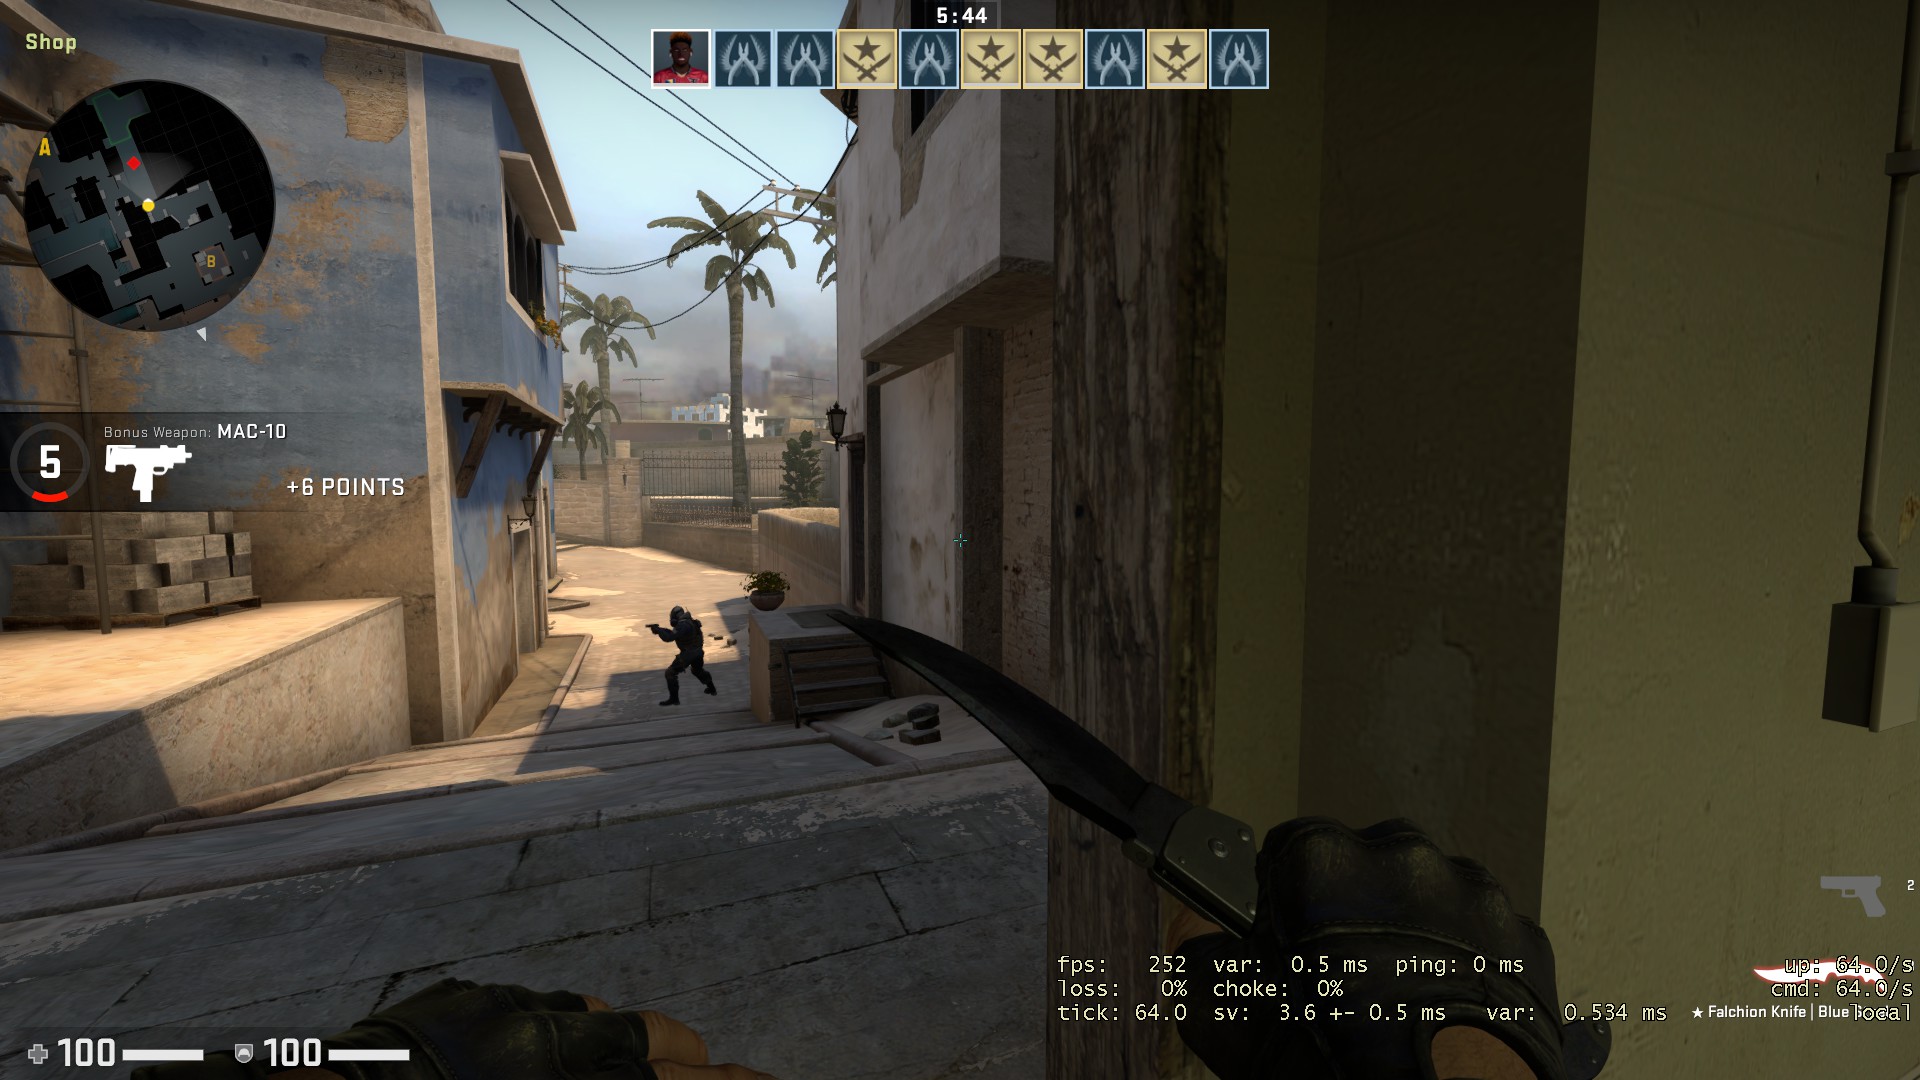 5:44
Shop
A
B
5
Bonus Weapon: MAC-10
+6 POINTS
2
fps: 252 var: 0.5 ms ping: 0 ms
up: 64.0/s
loss: 0% choke: 0%
cmd: 64.0/s
tick: 64.0 sv: 3.6 +- 0.5 ms var: 0.534 ms
★ Falchion Knife | Blue
local
100
100